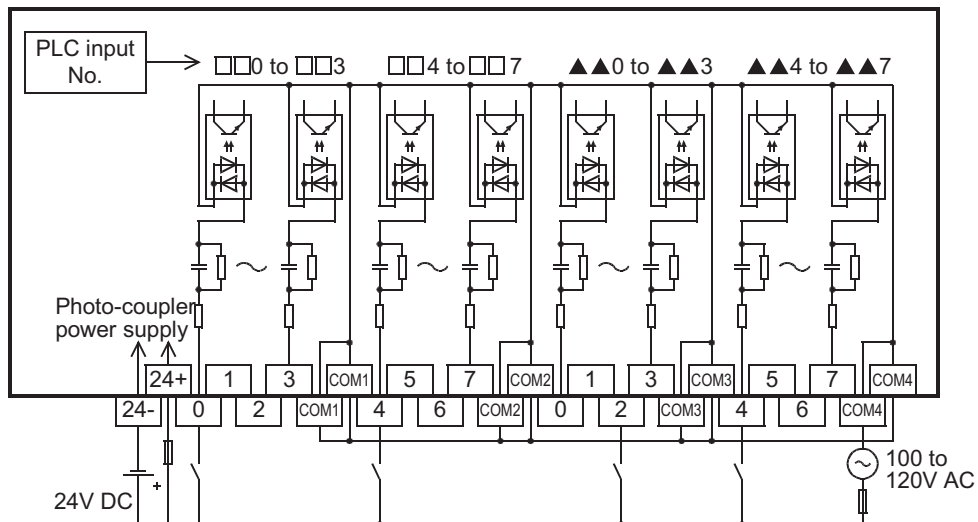 PLC input
No.
□□0 to □□3
□□4 to □□7
▲▲0 to ▲▲3
▲▲4 to ▲▲7
Photo-coupler
power supply
24+ 1 3 COM1 5 7 COM2 1 3 COM3 5 7 COM4
24- 0 2 COM1 4 6 COM2 0 2 COM3 4 6 COM4
24V DC
+
100 to
120V AC